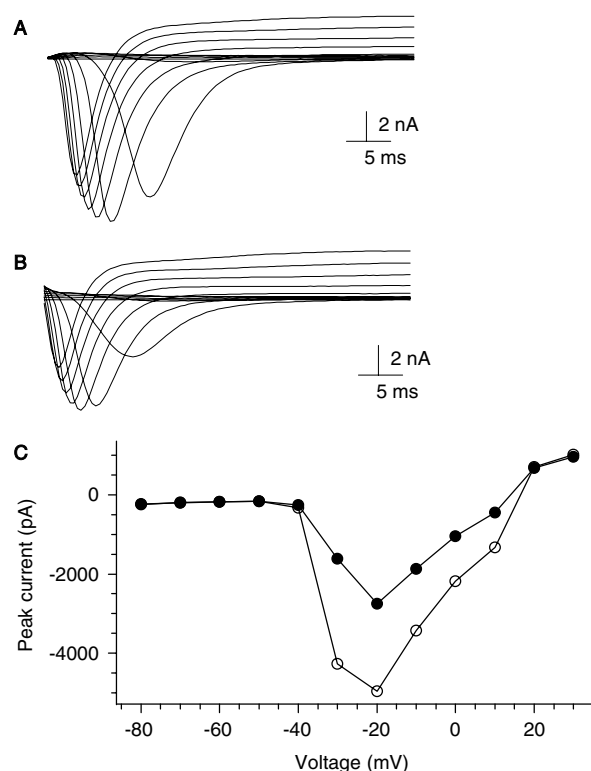 A
2 nA
5 ms
B
2 nA
5 ms
C
0
-2000
-4000
Peak current (pA)
-80 -60 -40 -20 0 20
Voltage (mV)